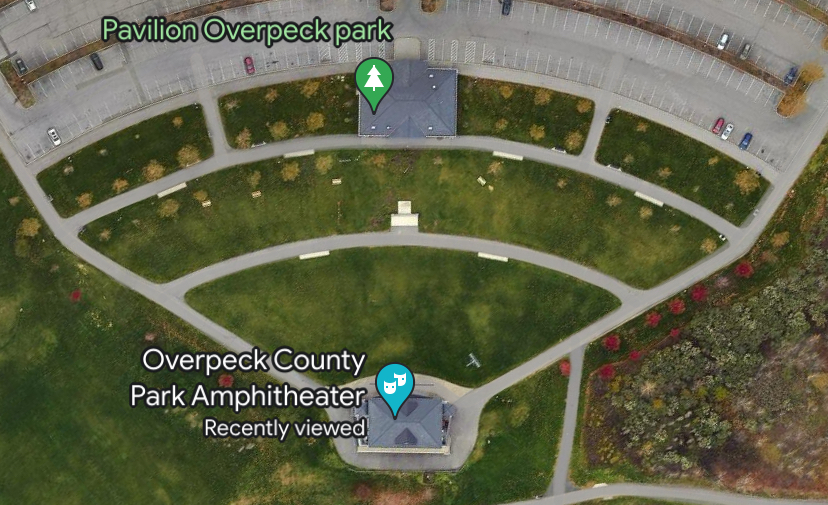 Pavilion Overpeck park
Overpeck County
Park Amphitheater
Recently viewed